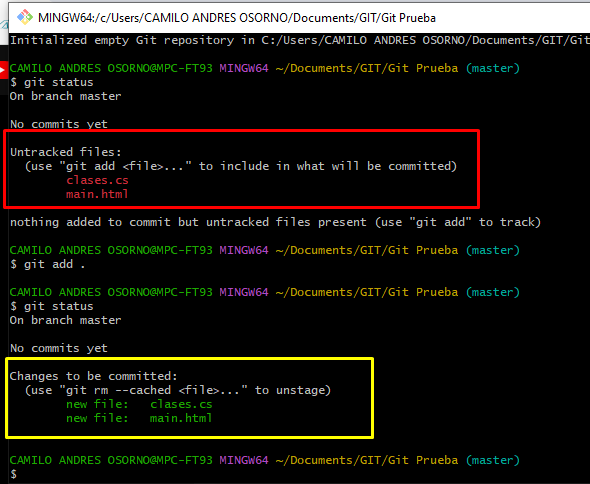 MINGW64:/c/Users/CAMILO ANDRES OSORNO/Documents/GIT/Git Prueba
Initialized empty Git repository in C:/Users/CAMILO ANDRES OSORNO/Documents/GIT/Git
CAMILO ANDRES OSORNO@MPC-FT93 MINGW64 ~/Documents/GIT/Git Prueba (master)
$ git status
On branch master
No commits yet
Untracked files:
(use "git add <file>..." to include in what will be committed)
clases.cs
main.html
nothing added to commit but untracked files present (use "git add" to track)
CAMILO ANDRES OSORNO@MPC-FT93 MINGW64 ~/Documents/GIT/Git Prueba (master)
$ git add .
CAMILO ANDRES OSORNO@MPC-FT93 MINGW64 ~/Documents/GIT/Git Prueba (master)
$ git status
On branch master
No commits yet
Changes to be committed:
(use "git rm --cached <file>..." to unstage)
new file:   clases.cs
new file:   main.html
CAMILO ANDRES OSORNO@MPC-FT93 MINGW64 ~/Documents/GIT/Git Prueba (master)
$